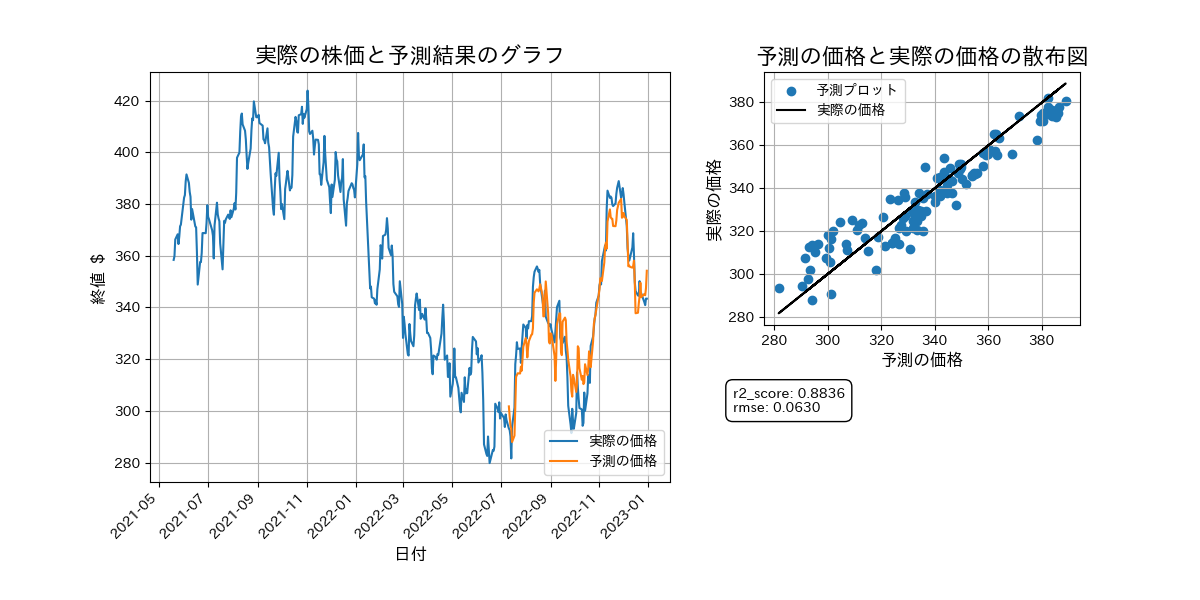 実際の株価と予測結果のグラフ
終値 $
420
400
380
360
340
320
300
280
2021-05
2021-07
2021-09
2021-11
2022-01
2022-03
2022-05
2022-07
2022-09
2022-11
2023-01
日付
実際の価格
予測の価格
予測の価格と実際の価格の散布図
実際の価格
380
360
340
320
300
280
280
300
320
340
360
380
予測の価格
予測プロット
実際の価格
r2_score: 0.8836
rmse: 0.0630